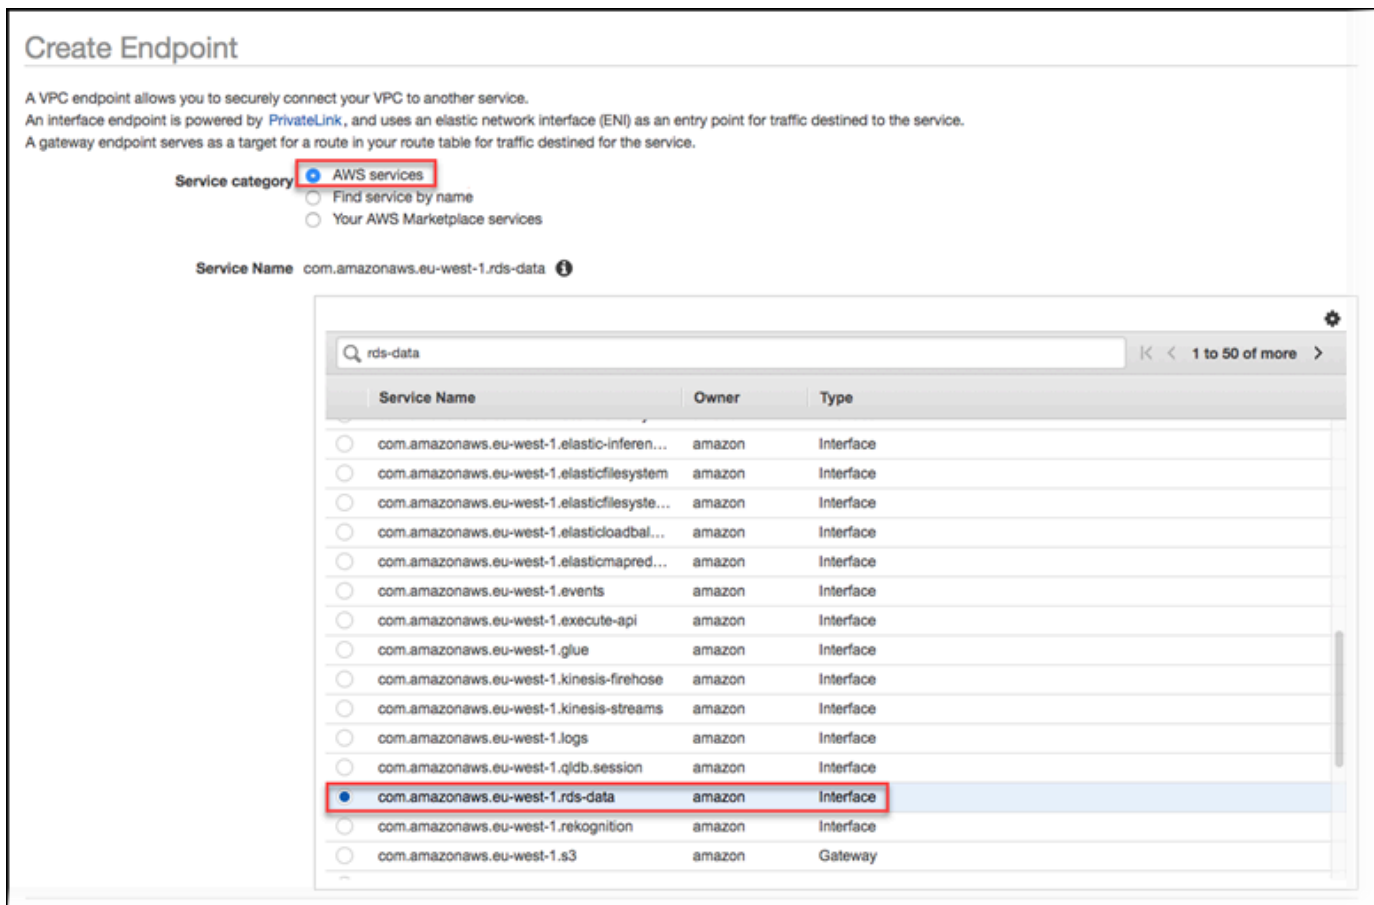 Create Endpoint
A VPC endpoint allows you to securely connect your VPC to another service.
An interface endpoint is powered by PrivateLink, and uses an elastic network interface (ENI) as an entry point for traffic destined to the service.
A gateway endpoint serves as a target for a route in your route table for traffic destined for the service.
Service category AWS services
Find service by name
Your AWS Marketplace services
Service Name com.amazonaws.eu-west-1.rds-data
rds-data 1 to 50 of more
Service Name Owner Type
com.amazonaws.eu-west-1.elastic-inferen... amazon Interface
com.amazonaws.eu-west-1.elasticfilesystem amazon Interface
com.amazonaws.eu-west-1.elasticfilesyste... amazon Interface
com.amazonaws.eu-west-1.elasticloadbal... amazon Interface
com.amazonaws.eu-west-1.elasticmapred... amazon Interface
com.amazonaws.eu-west-1.events amazon Interface
com.amazonaws.eu-west-1.execute-api amazon Interface
com.amazonaws.eu-west-1.glue amazon Interface
com.amazonaws.eu-west-1.kinesis-firehose amazon Interface
com.amazonaws.eu-west-1.kinesis-streams amazon Interface
com.amazonaws.eu-west-1.logs amazon Interface
com.amazonaws.eu-west-1.qldb.session amazon Interface
com.amazonaws.eu-west-1.rds-data amazon Interface
com.amazonaws.eu-west-1.rekognition amazon Interface
com.amazonaws.eu-west-1.s3 amazon Gateway